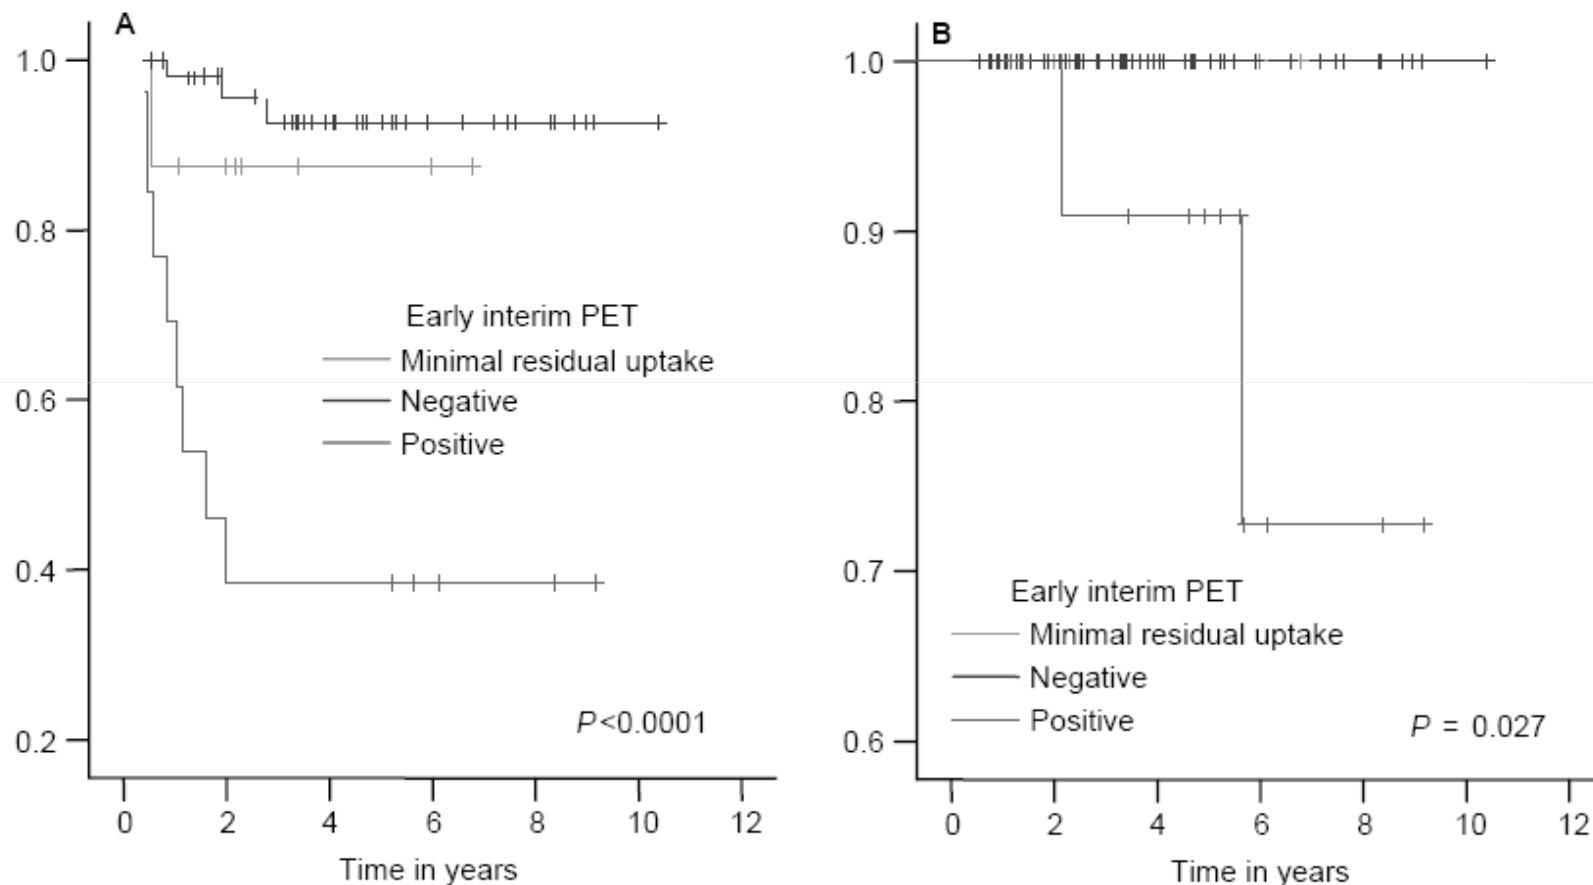 A
1.0
0.8
0.6
0.4
0.2
Early interim PET
Minimal residual uptake
Negative
Positive
P<0.0001
0 2 4 6 8 10 12
Time in years
B
1.0
0.9
0.8
0.7
0.6
Early interim PET
Minimal residual uptake
Negative
Positive
P = 0.027
0 2 4 6 8 10 12
Time in years